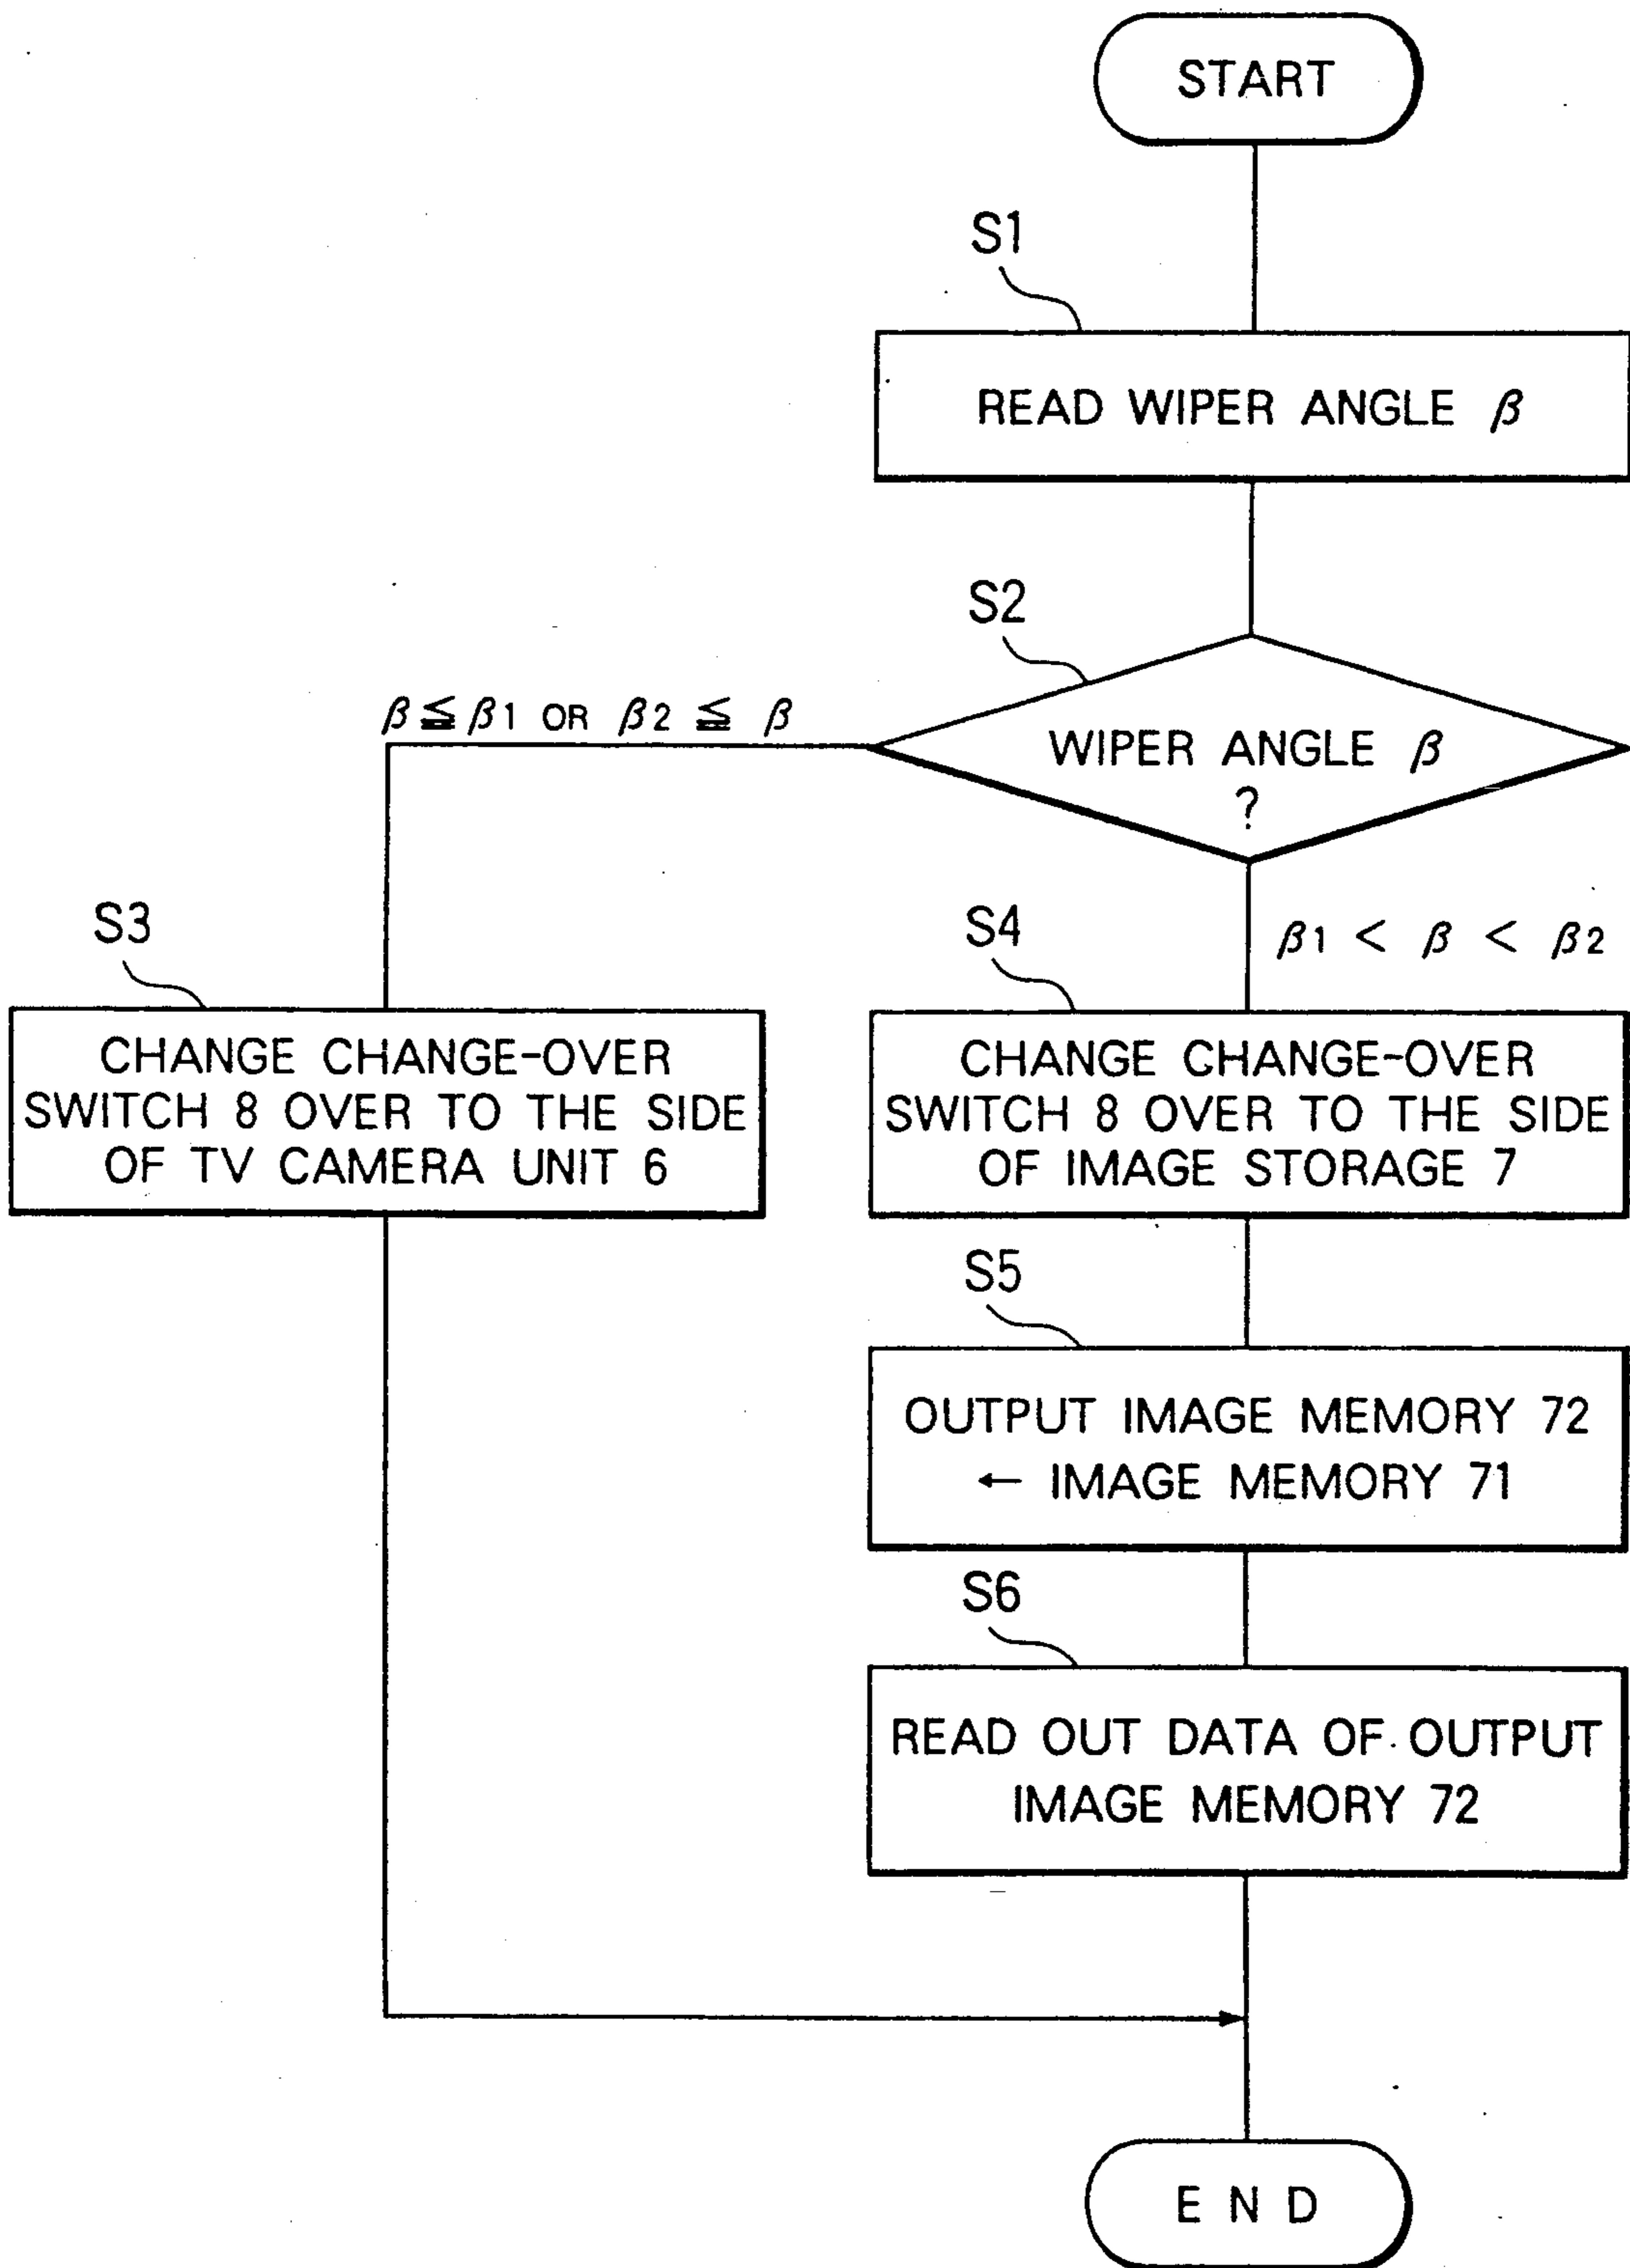 START
S1
READ WIPER ANGLE β
S2
β≦β1 OR β2 ≦ β
WIPER ANGLE β
?
β1 < β < β2
S3
CHANGE CHANGE-OVER
SWITCH 8 OVER TO THE SIDE
OF TV CAMERA UNIT 6
S4
CHANGE CHANGE-OVER
SWITCH 8 OVER TO THE SIDE
OF IMAGE STORAGE 7
S5
OUTPUT IMAGE MEMORY 72
← IMAGE MEMORY 71
S6
READ OUT DATA OF OUTPUT
IMAGE MEMORY 72
END